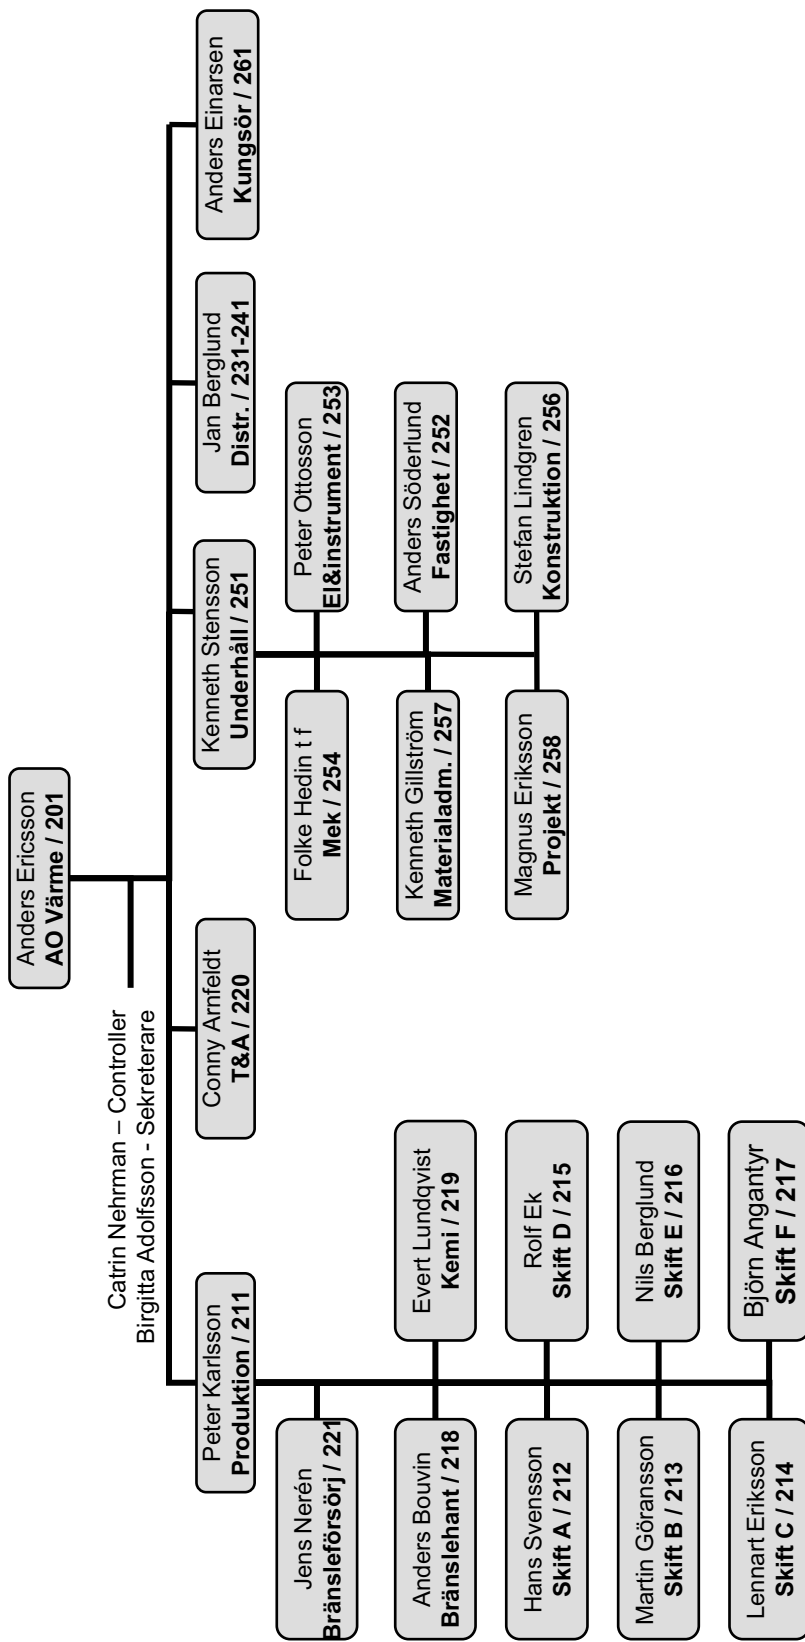 Anders Ericsson
AO Värme / 201
Catrin Nehrman – Controller
Birgitta Adolfsson - Sekreterare
Peter Karlsson
Produktion / 211
Conny Arnfeldt
T&A / 220
Kenneth Stensson
Underhåll / 251
Jan Berglund
Distr. / 231-241
Anders Einarsen
Kungsör / 261
Jens Nerén
Bränsleförsörj / 221
Folke Hedin t f
Mek / 254
Peter Ottosson
El&instrument / 253
Anders Bouvin
Bränslehant / 218
Evert Lundqvist
Kemi / 219
Kenneth Gillström
Materialadm. / 257
Anders Söderlund
Fastighet / 252
Hans Svensson
Skift A / 212
Rolf Ek
Skift D / 215
Magnus Eriksson
Projekt / 258
Stefan Lindgren
Konstruktion / 256
Martin Göransson
Skift B / 213
Nils Berglund
Skift E / 216
Lennart Eriksson
Skift C / 214
Björn Angantyr
Skift F / 217